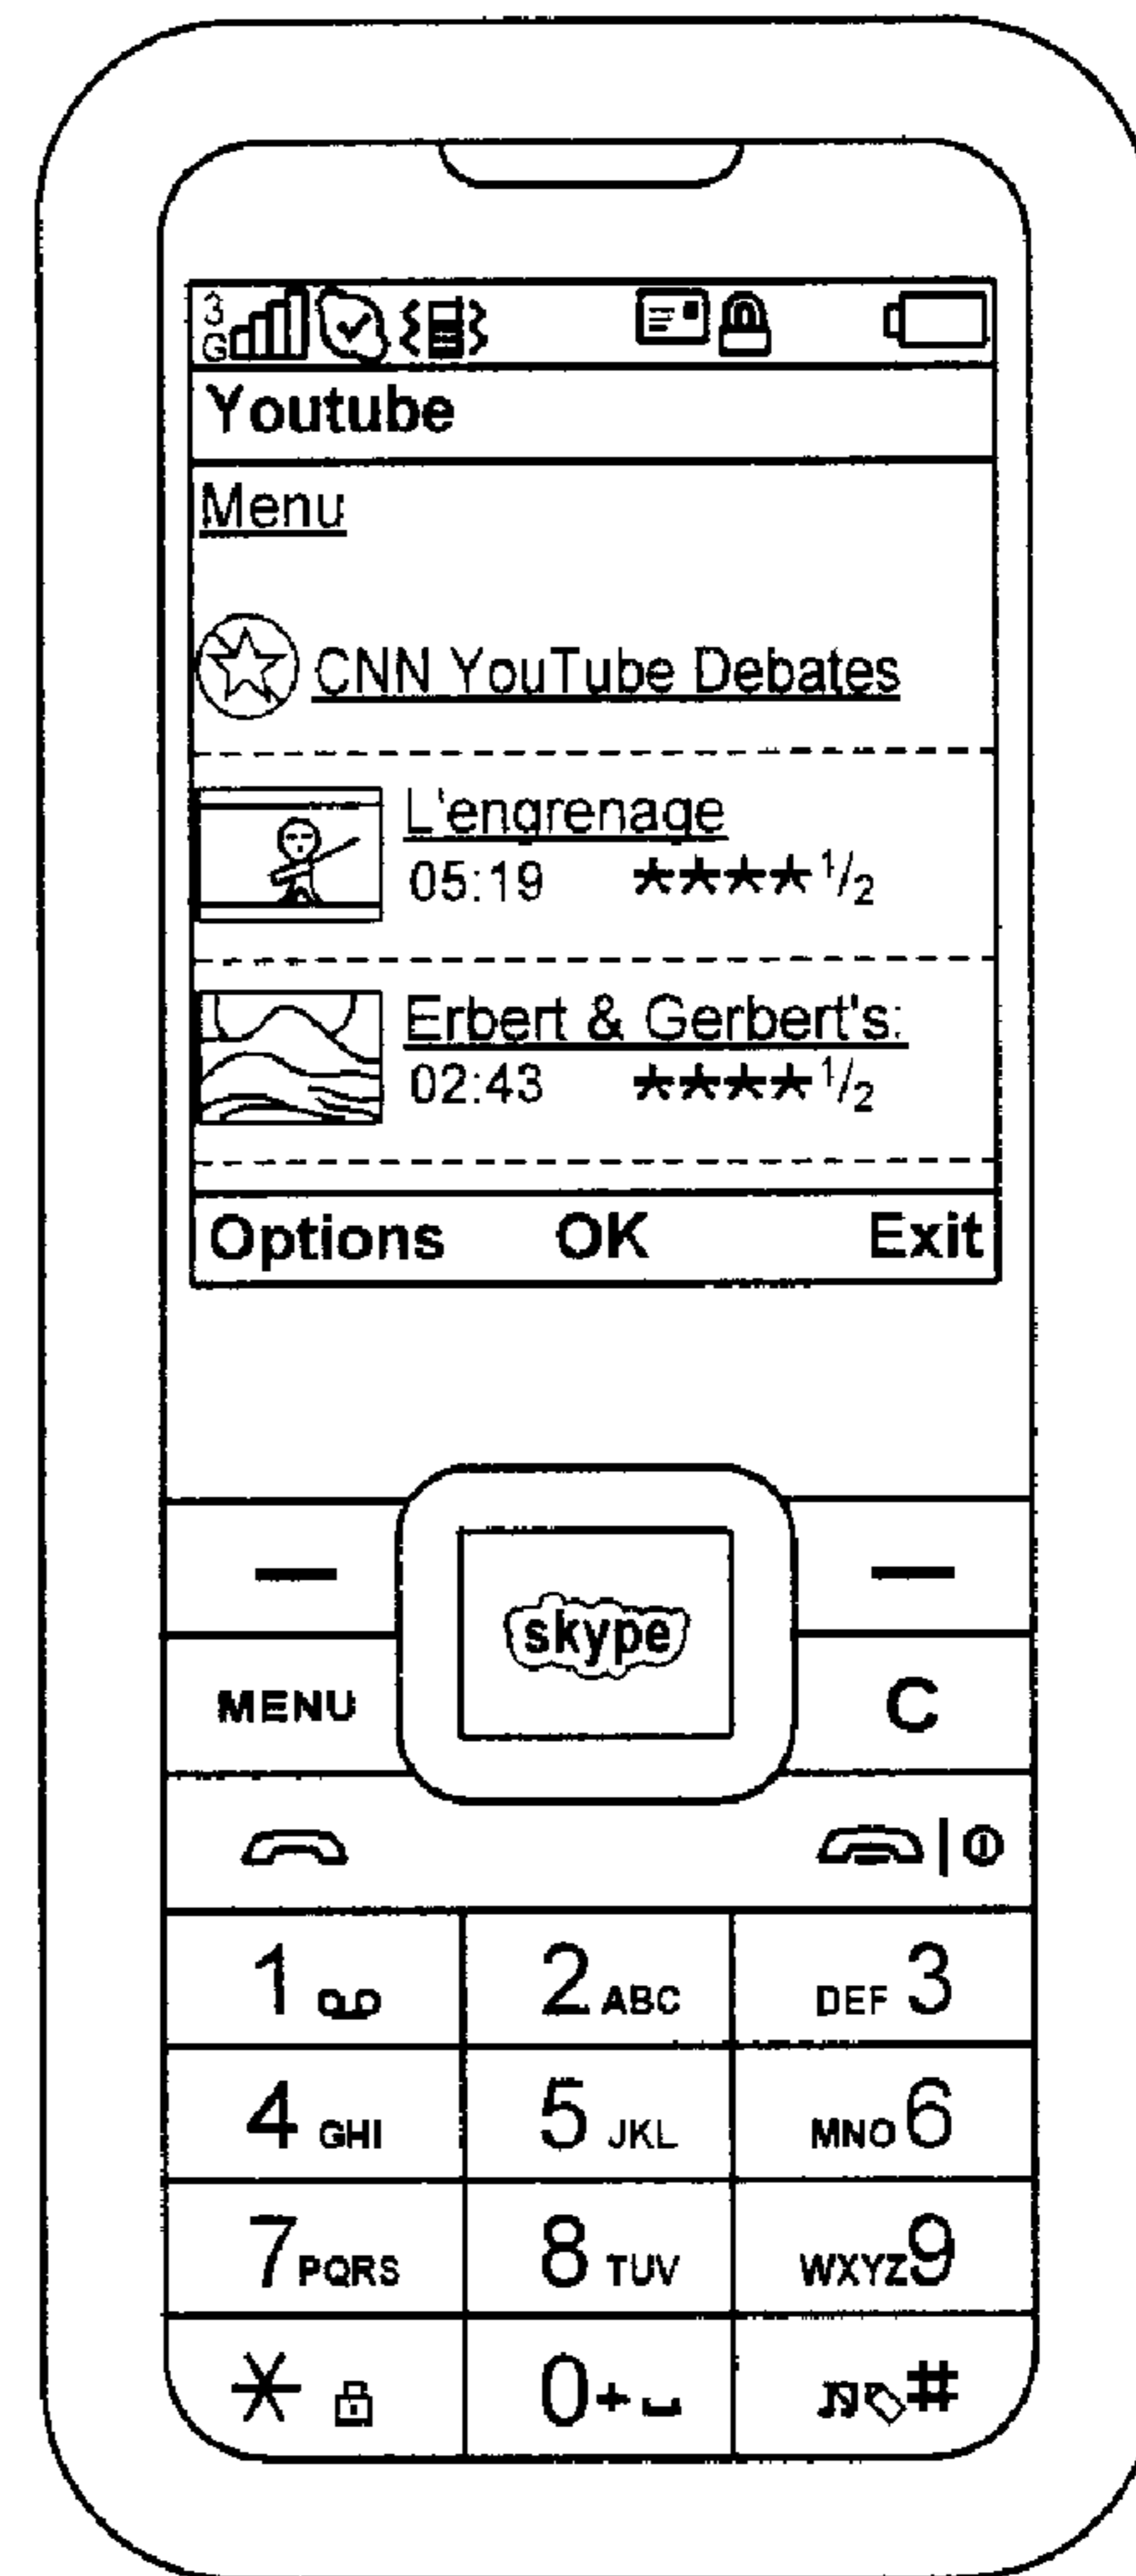 3G
Youtube
Menu
CNN YouTube Debates
L'engrenage
05:19 ★★★★ 1/2
Erbert & Gerbert's:
02:43 ★★★★ 1/2
Options OK Exit
skype
MENU C
1 2 ABC DEF 3
4 GHI 5 JKL MNO 6
7 PQRS 8 TUV WXYZ 9
* 0 + ⎵ #